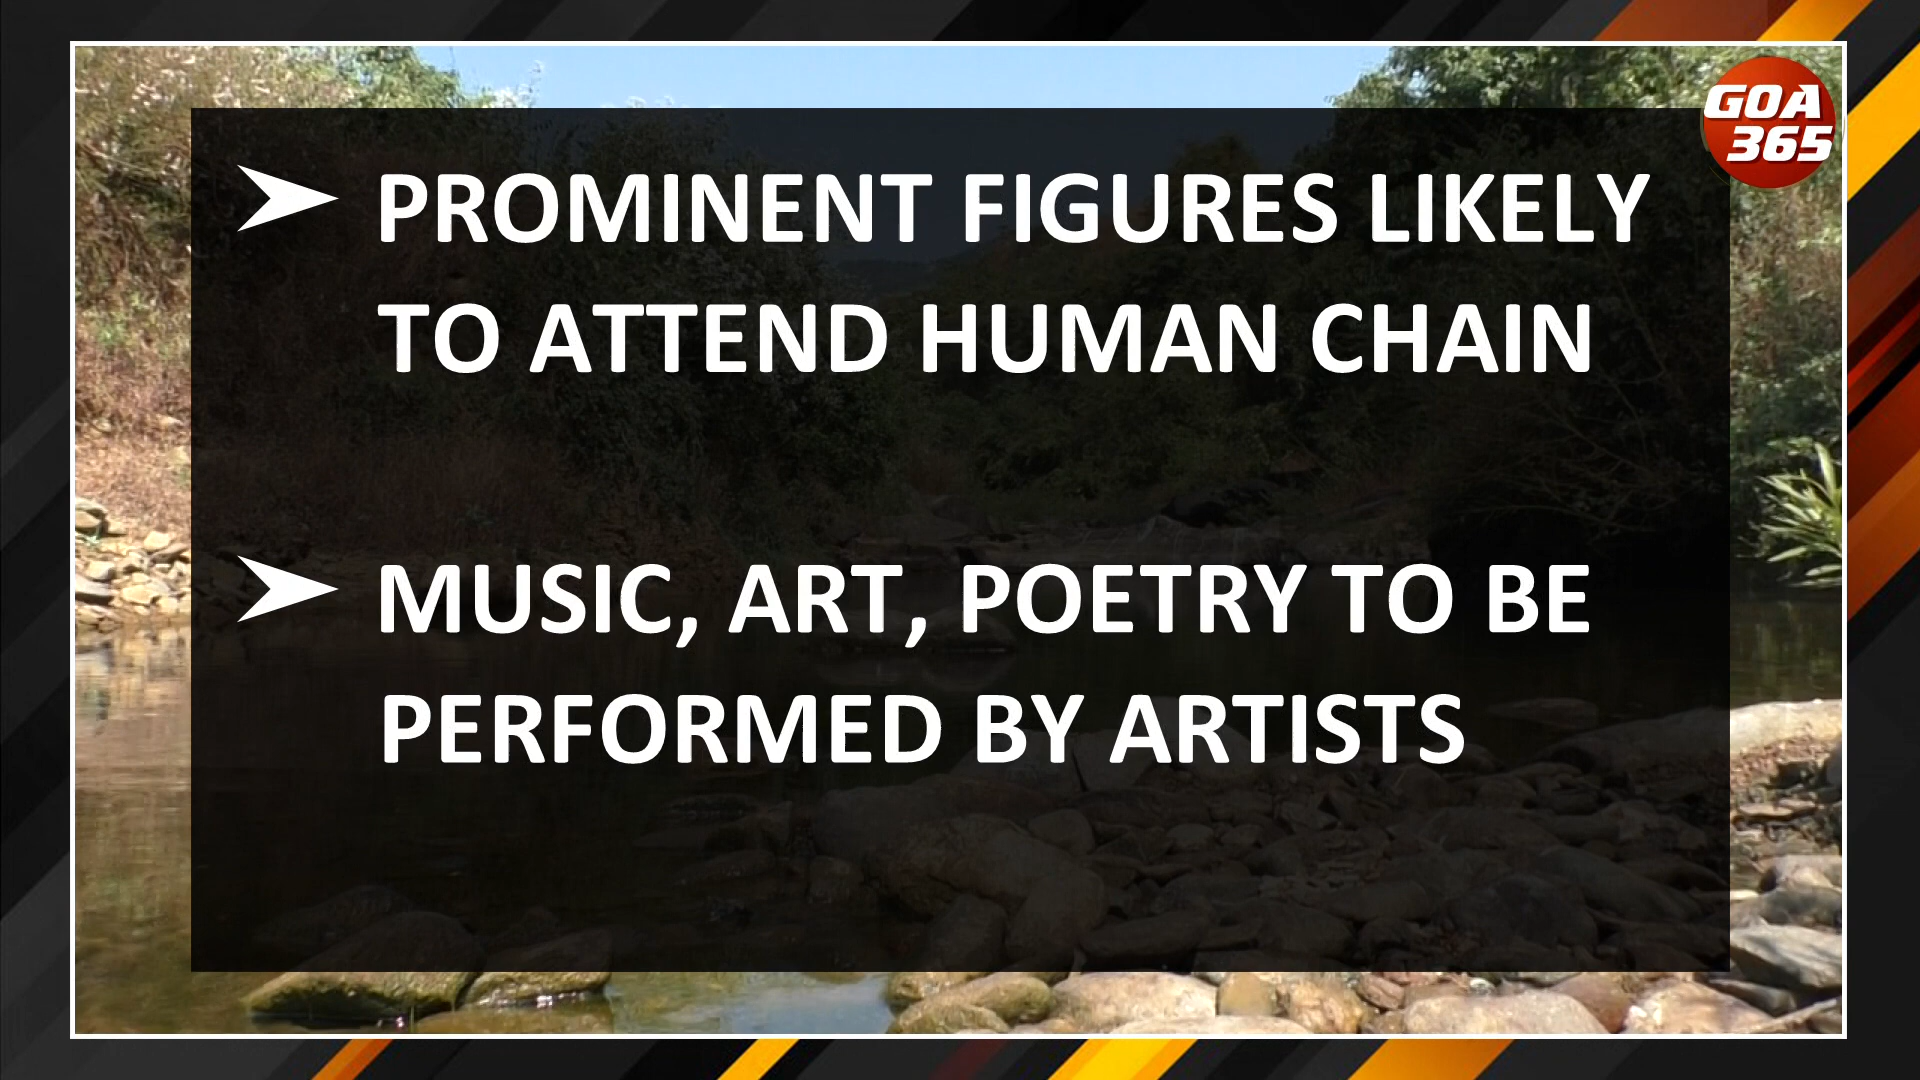 GOA
365
PROMINENT FIGURES LIKELY
TO ATTEND HUMAN CHAIN
MUSIC, ART, POETRY TO BE
PERFORMED BY ARTISTS